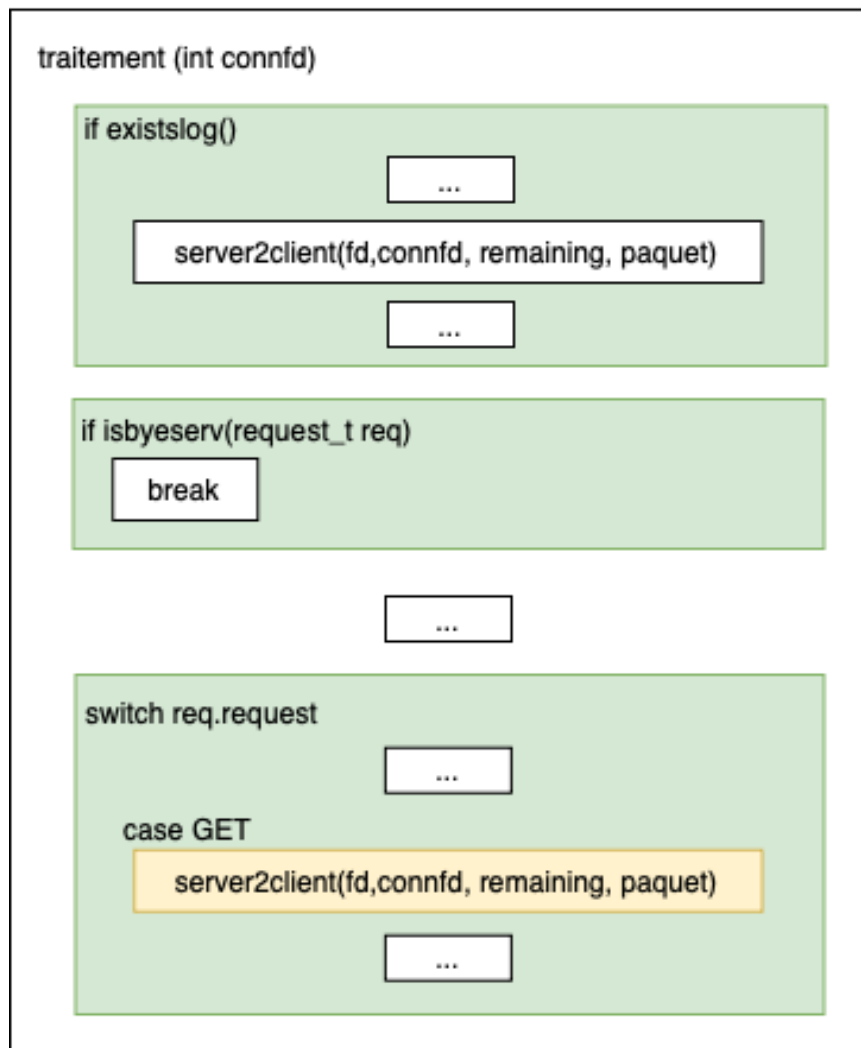 traitement (int connfd)
if existslog()
...
server2client(fd,connfd, remaining, paquet)
...
if isbyeserv(request_t req)
break
...
switch req.request
...
case GET
server2client(fd,connfd, remaining, paquet)
...